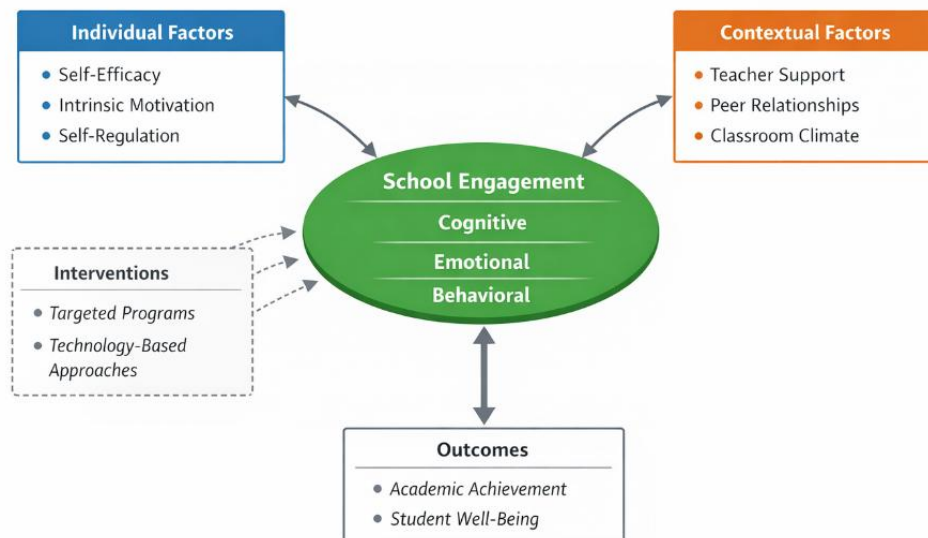 Individual Factors
• Self-Efficacy
• Intrinsic Motivation
• Self-Regulation
Contextual Factors
• Teacher Support
• Peer Relationships
• Classroom Climate
School Engagement
Cognitive
Emotional
Behavioral
Interventions
• Targeted Programs
• Technology-Based
Approaches
Outcomes
• Academic Achievement
• Student Well-Being